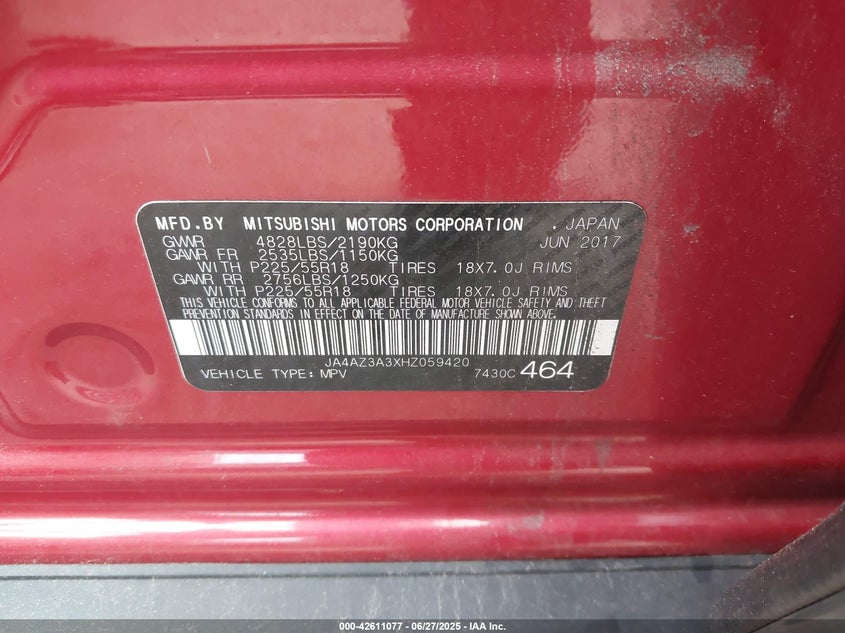 MFD.BY MITSUBISHI MOTORS CORPORATION . JAPAN
GVWR 4828LBS/2190KG JUN 2017
GAWR FR 2535LBS/1150KG
WITH P225/55R18 TIRES 18X7.0J RIMS
GAWR RR 2756LBS/1250KG
WITH P225/55R18 TIRES 18X7.0J RIMS
THIS VEHICLE CONFORMS TO ALL APPLICABLE FEDERAL MOTOR VEHICLE SAFETY AND THEFT
PREVENTION STANDARDS IN EFFECT ON THE DATE OF MANUFACTURE SHOWN ABOVE.
JA4AZ3A3XHZ059420
VEHICLE TYPE: MPV 7430C 464
000-42611077 - 06/27/2025 - IAA Inc.